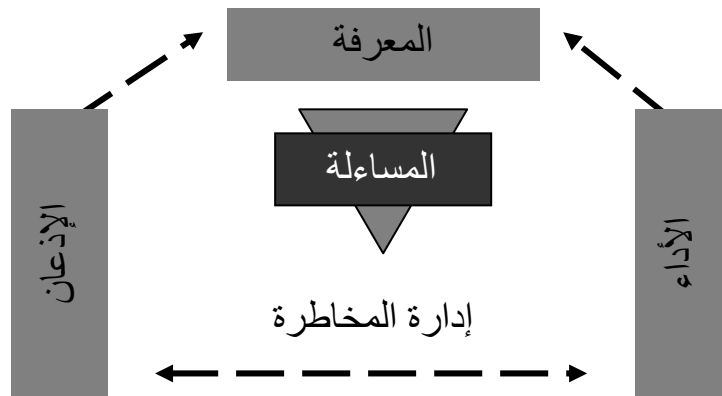 المعرفة
المساءلة
الأداء
الإذعان
إدارة المخاطرة